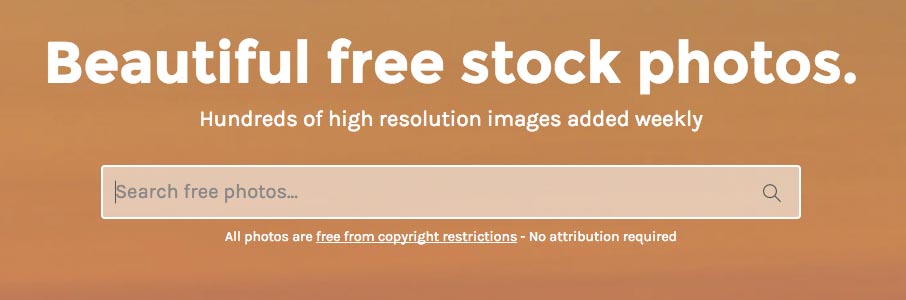 Beautiful free stock photos.
Hundreds of high resolution images added weekly
Search free photos...
All photos are free from copyright restrictions - No attribution required